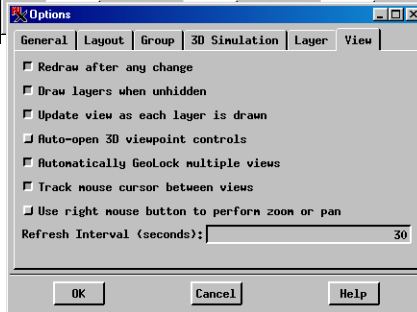 Options
General Layout Group 3D Simulation Layer View
Redraw after any change
Draw layers when unhidden
Update view as each layer is drawn
Auto-open 3D viewpoint controls
Automatically GeoLock multiple views
Track mouse cursor between views
Use right mouse button to perform zoom or pan
Refresh Interval (seconds): 30
OK Cancel Help